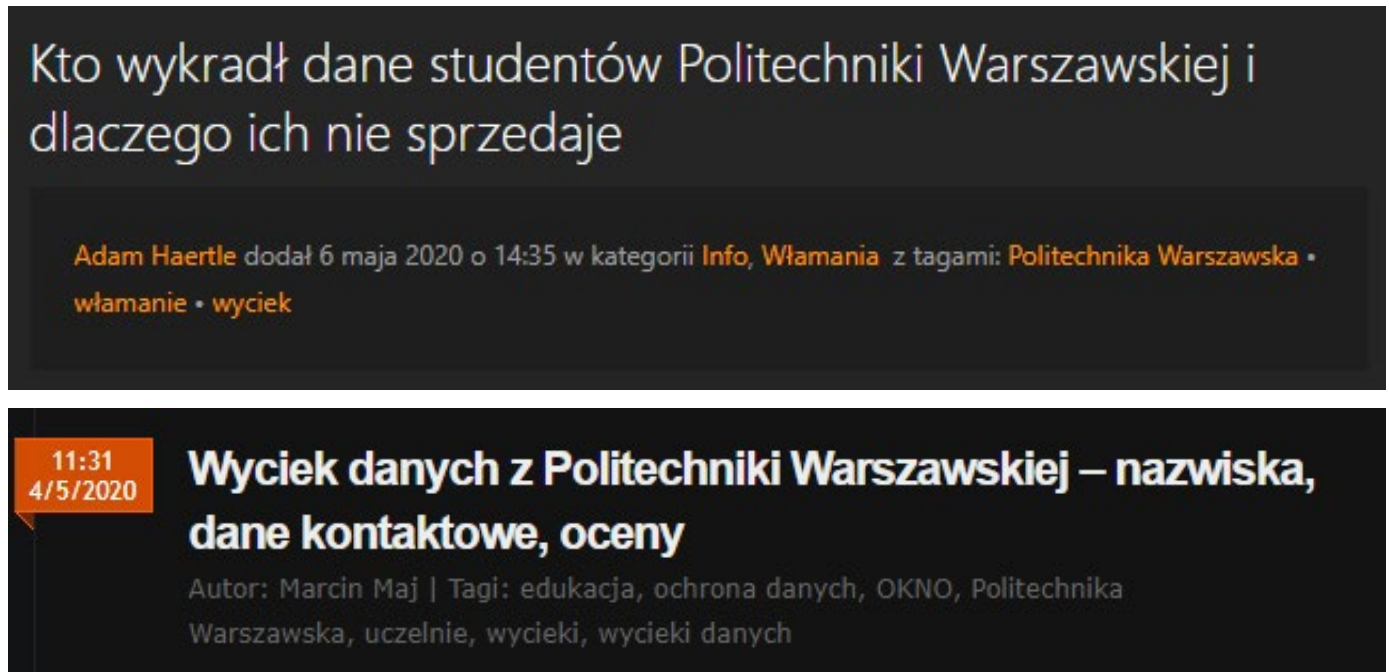 Kto wykradł dane studentów Politechniki Warszawskiej i
dlaczego ich nie sprzedaje
Adam Haertle dodał 6 maja 2020 o 14:35 w kategorii Info, Włamania z tagami: Politechnika Warszawska •
włamanie • wyciek
11:31
4/5/2020
Wyciek danych z Politechniki Warszawskiej – nazwiska,
dane kontaktowe, oceny
Autor: Marcin Maj | Tagi: edukacja, ochrona danych, OKNO, Politechnika
Warszawska, uczelnie, wycieki, wycieki danych